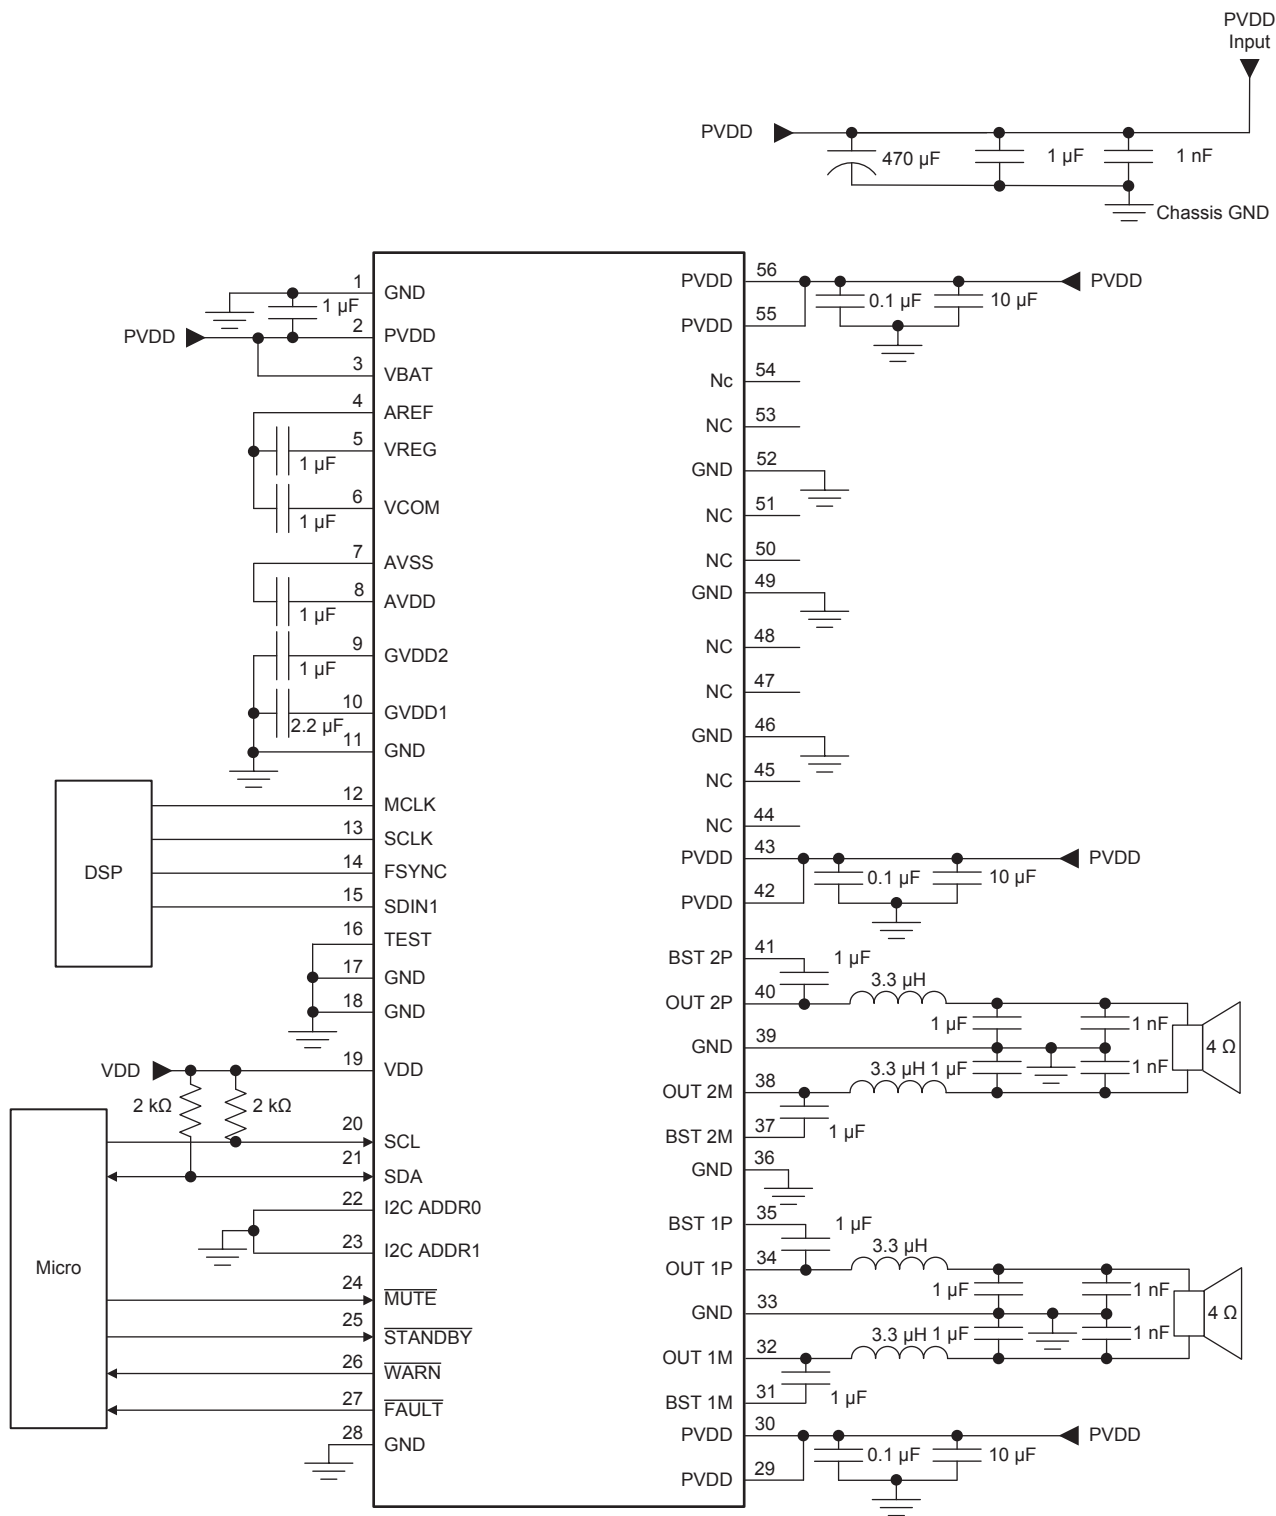 PVDD
Input
PVDD
470 µF
1 µF
1 nF
Chassis GND
1
GND
1 µF
2
PVDD
PVDD
3
VBAT
4
AREF
5
VREG
1 µF
6
VCOM
1 µF
7
AVSS
8
AVDD
1 µF
9
GVDD2
1 µF
10
GVDD1
2.2 µF
11
GND
DSP
12
MCLK
13
SCLK
14
FSYNC
15
SDIN1
16
TEST
17
GND
18
GND
VDD
19
VDD
2 kΩ
2 kΩ
Micro
20
SCL
21
SDA
22
I2C ADDR0
23
I2C ADDR1
24
MUTE
25
STANDBY
26
WARN
27
FAULT
28
GND
PVDD
56
PVDD
0.1 µF
10 µF
PVDD
55
Nc
54
NC
53
GND
52
NC
51
NC
50
GND
49
NC
48
NC
47
GND
46
NC
45
NC
44
PVDD
43
PVDD
0.1 µF
10 µF
PVDD
42
BST 2P
41
1 µF
OUT 2P
40
3.3 µH
1 µF
1 nF
GND
39
4 Ω
3.3 µH
1 µF
1 nF
OUT 2M
38
1 µF
BST 2M
37
GND
36
BST 1P
35
1 µF
OUT 1P
34
3.3 µH
1 µF
1 nF
GND
33
4 Ω
3.3 µH
1 µF
1 nF
OUT 1M
32
1 µF
BST 1M
31
PVDD
30
PVDD
0.1 µF
10 µF
PVDD
29